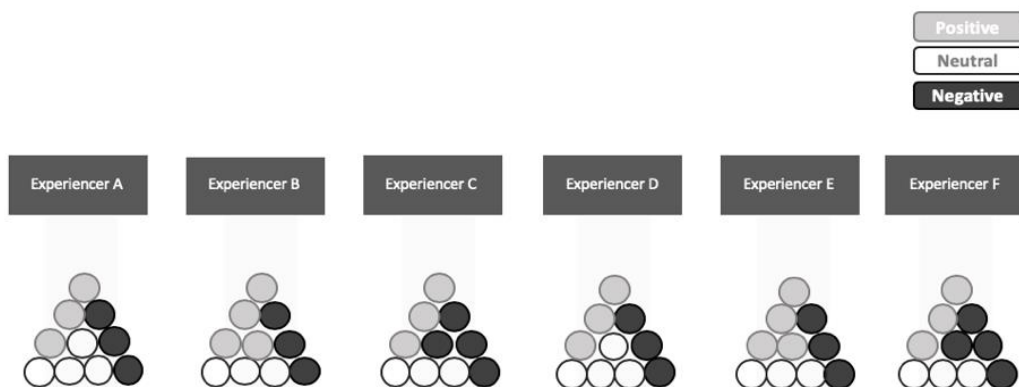 Positive
Neutral
Negative
Experiencer A
Experiencer B
Experiencer C
Experiencer D
Experiencer E
Experiencer F